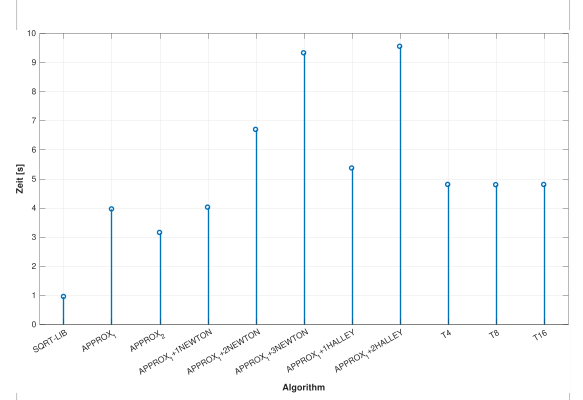 10
9
8
7
6
5
4
3
2
1
0
Zeit [s]
SQRT-LIB
APPROX₁
APPROX₂
APPROX₁+1NEWTON
APPROX₁+2NEWTON
APPROX₁+3NEWTON
APPROX₁+1HALLEY
APPROX₁+2HALLEY
T4
T8
T16
Algorithm